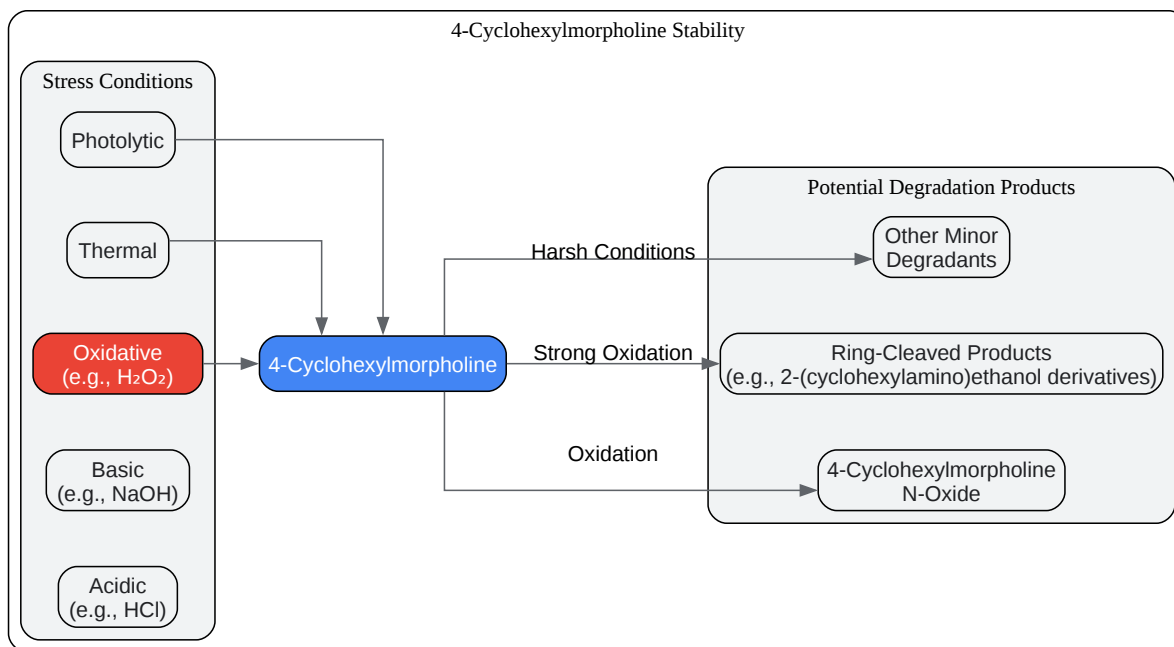 4-Cyclohexylmorpholine Stability
Stress Conditions
Photolytic
Thermal
Oxidative
(e.g., H₂O₂)
Basic
(e.g., NaOH)
Acidic
(e.g., HCl)
4-Cyclohexylmorpholine
Harsh Conditions
Strong Oxidation
Oxidation
Potential Degradation Products
Other Minor
Degradants
Ring-Cleaved Products
(e.g., 2-(cyclohexylamino)ethanol derivatives)
4-Cyclohexylmorpholine
N-Oxide